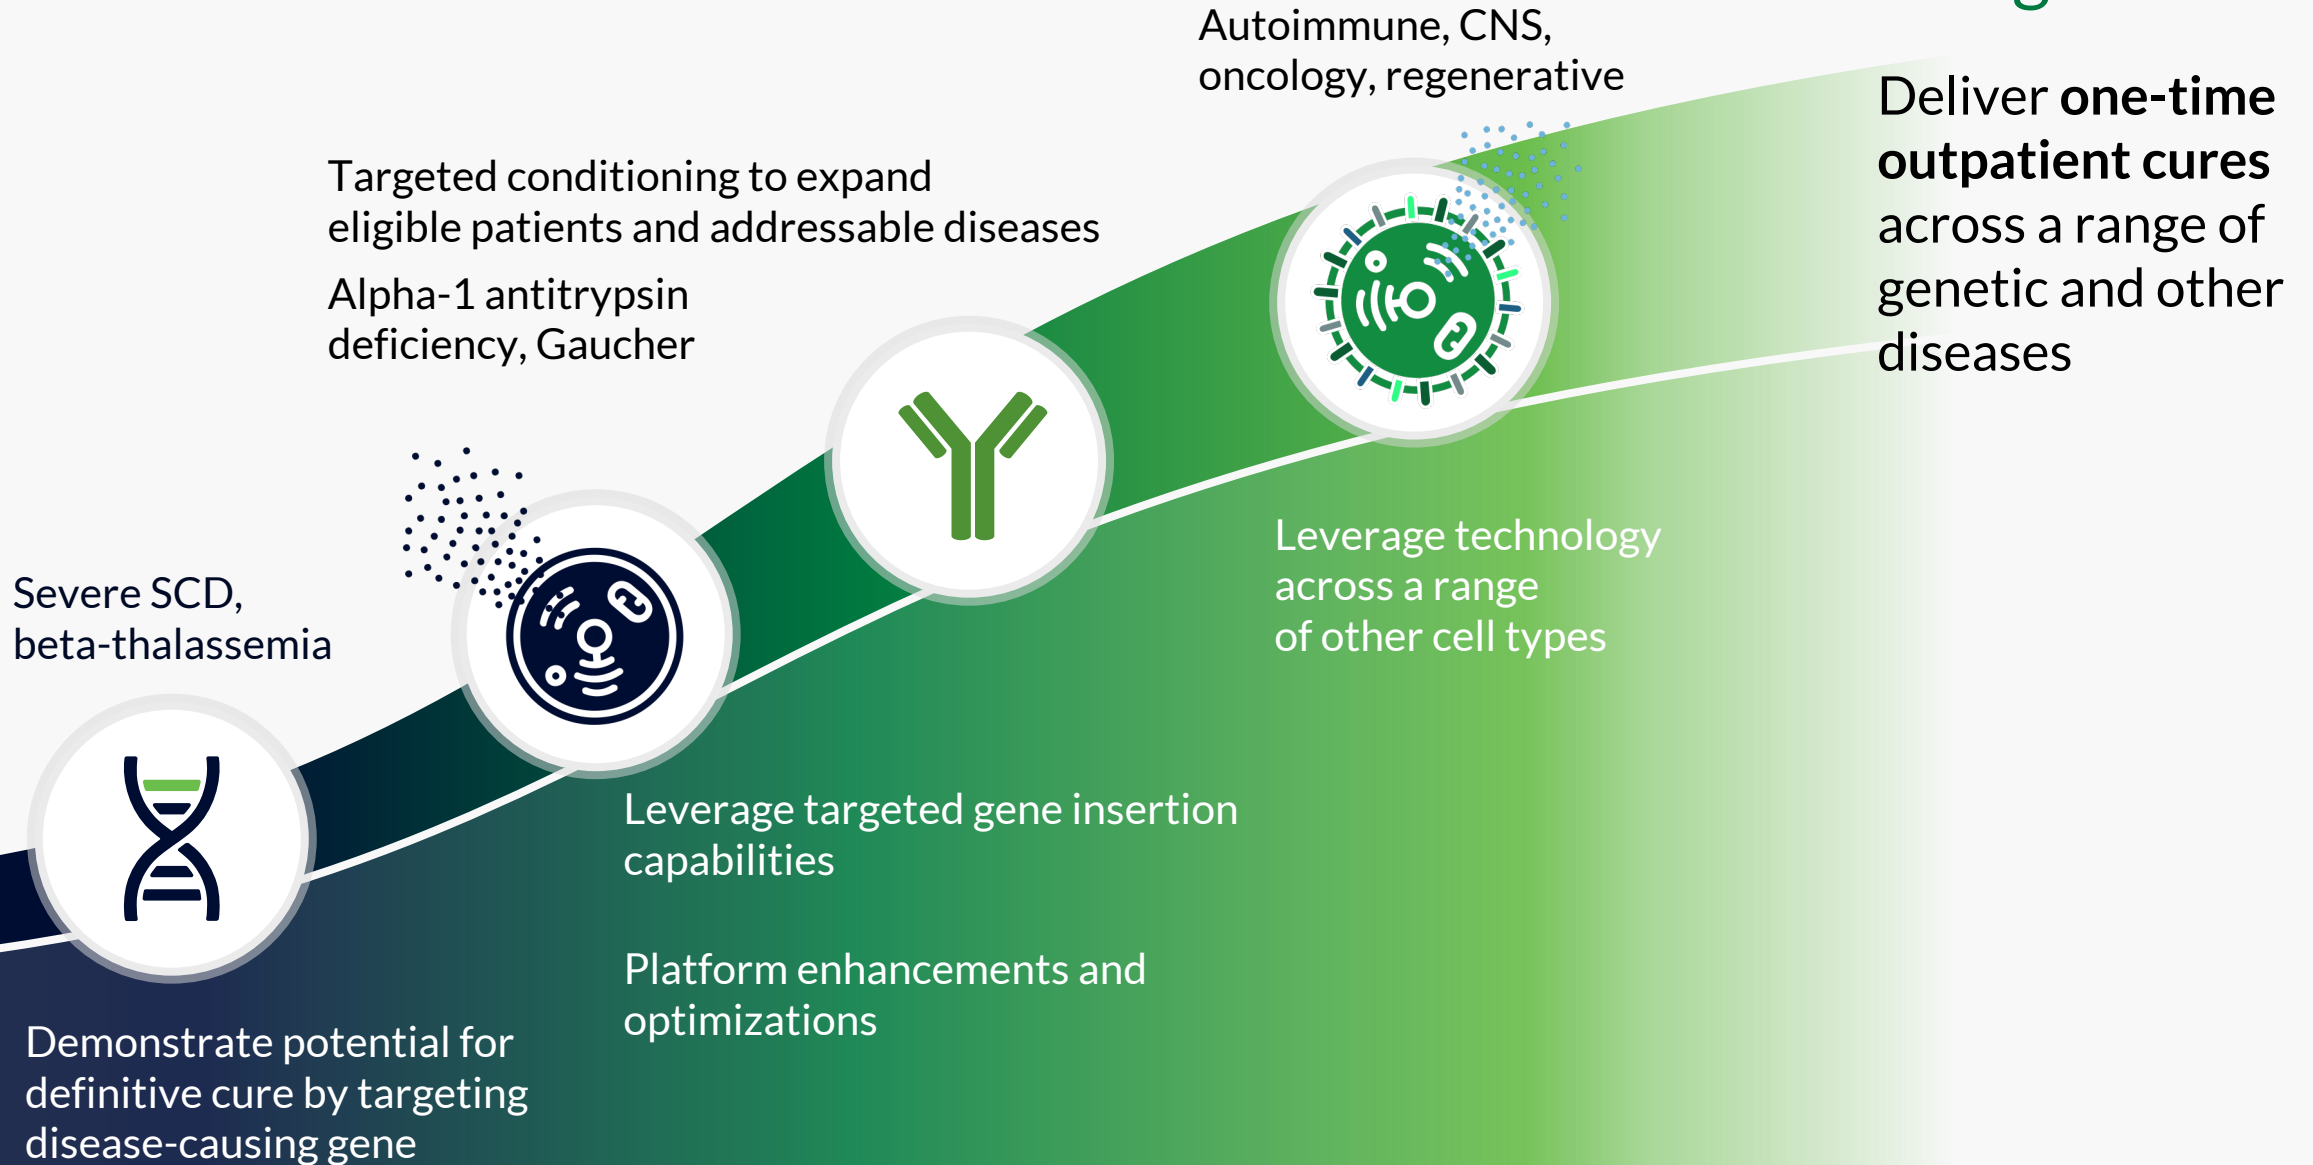 Autoimmune, CNS,
oncology, regenerative
Deliver one-time
outpatient cures
across a range of
genetic and other
diseases
Targeted conditioning to expand
eligible patients and addressable diseases
Alpha-1 antitrypsin
deficiency, Gaucher
Severe SCD,
beta-thalassemia
Leverage technology
across a range
of other cell types
Leverage targeted gene insertion
capabilities
Platform enhancements and
optimizations
Demonstrate potential for
definitive cure by targeting
disease-causing gene